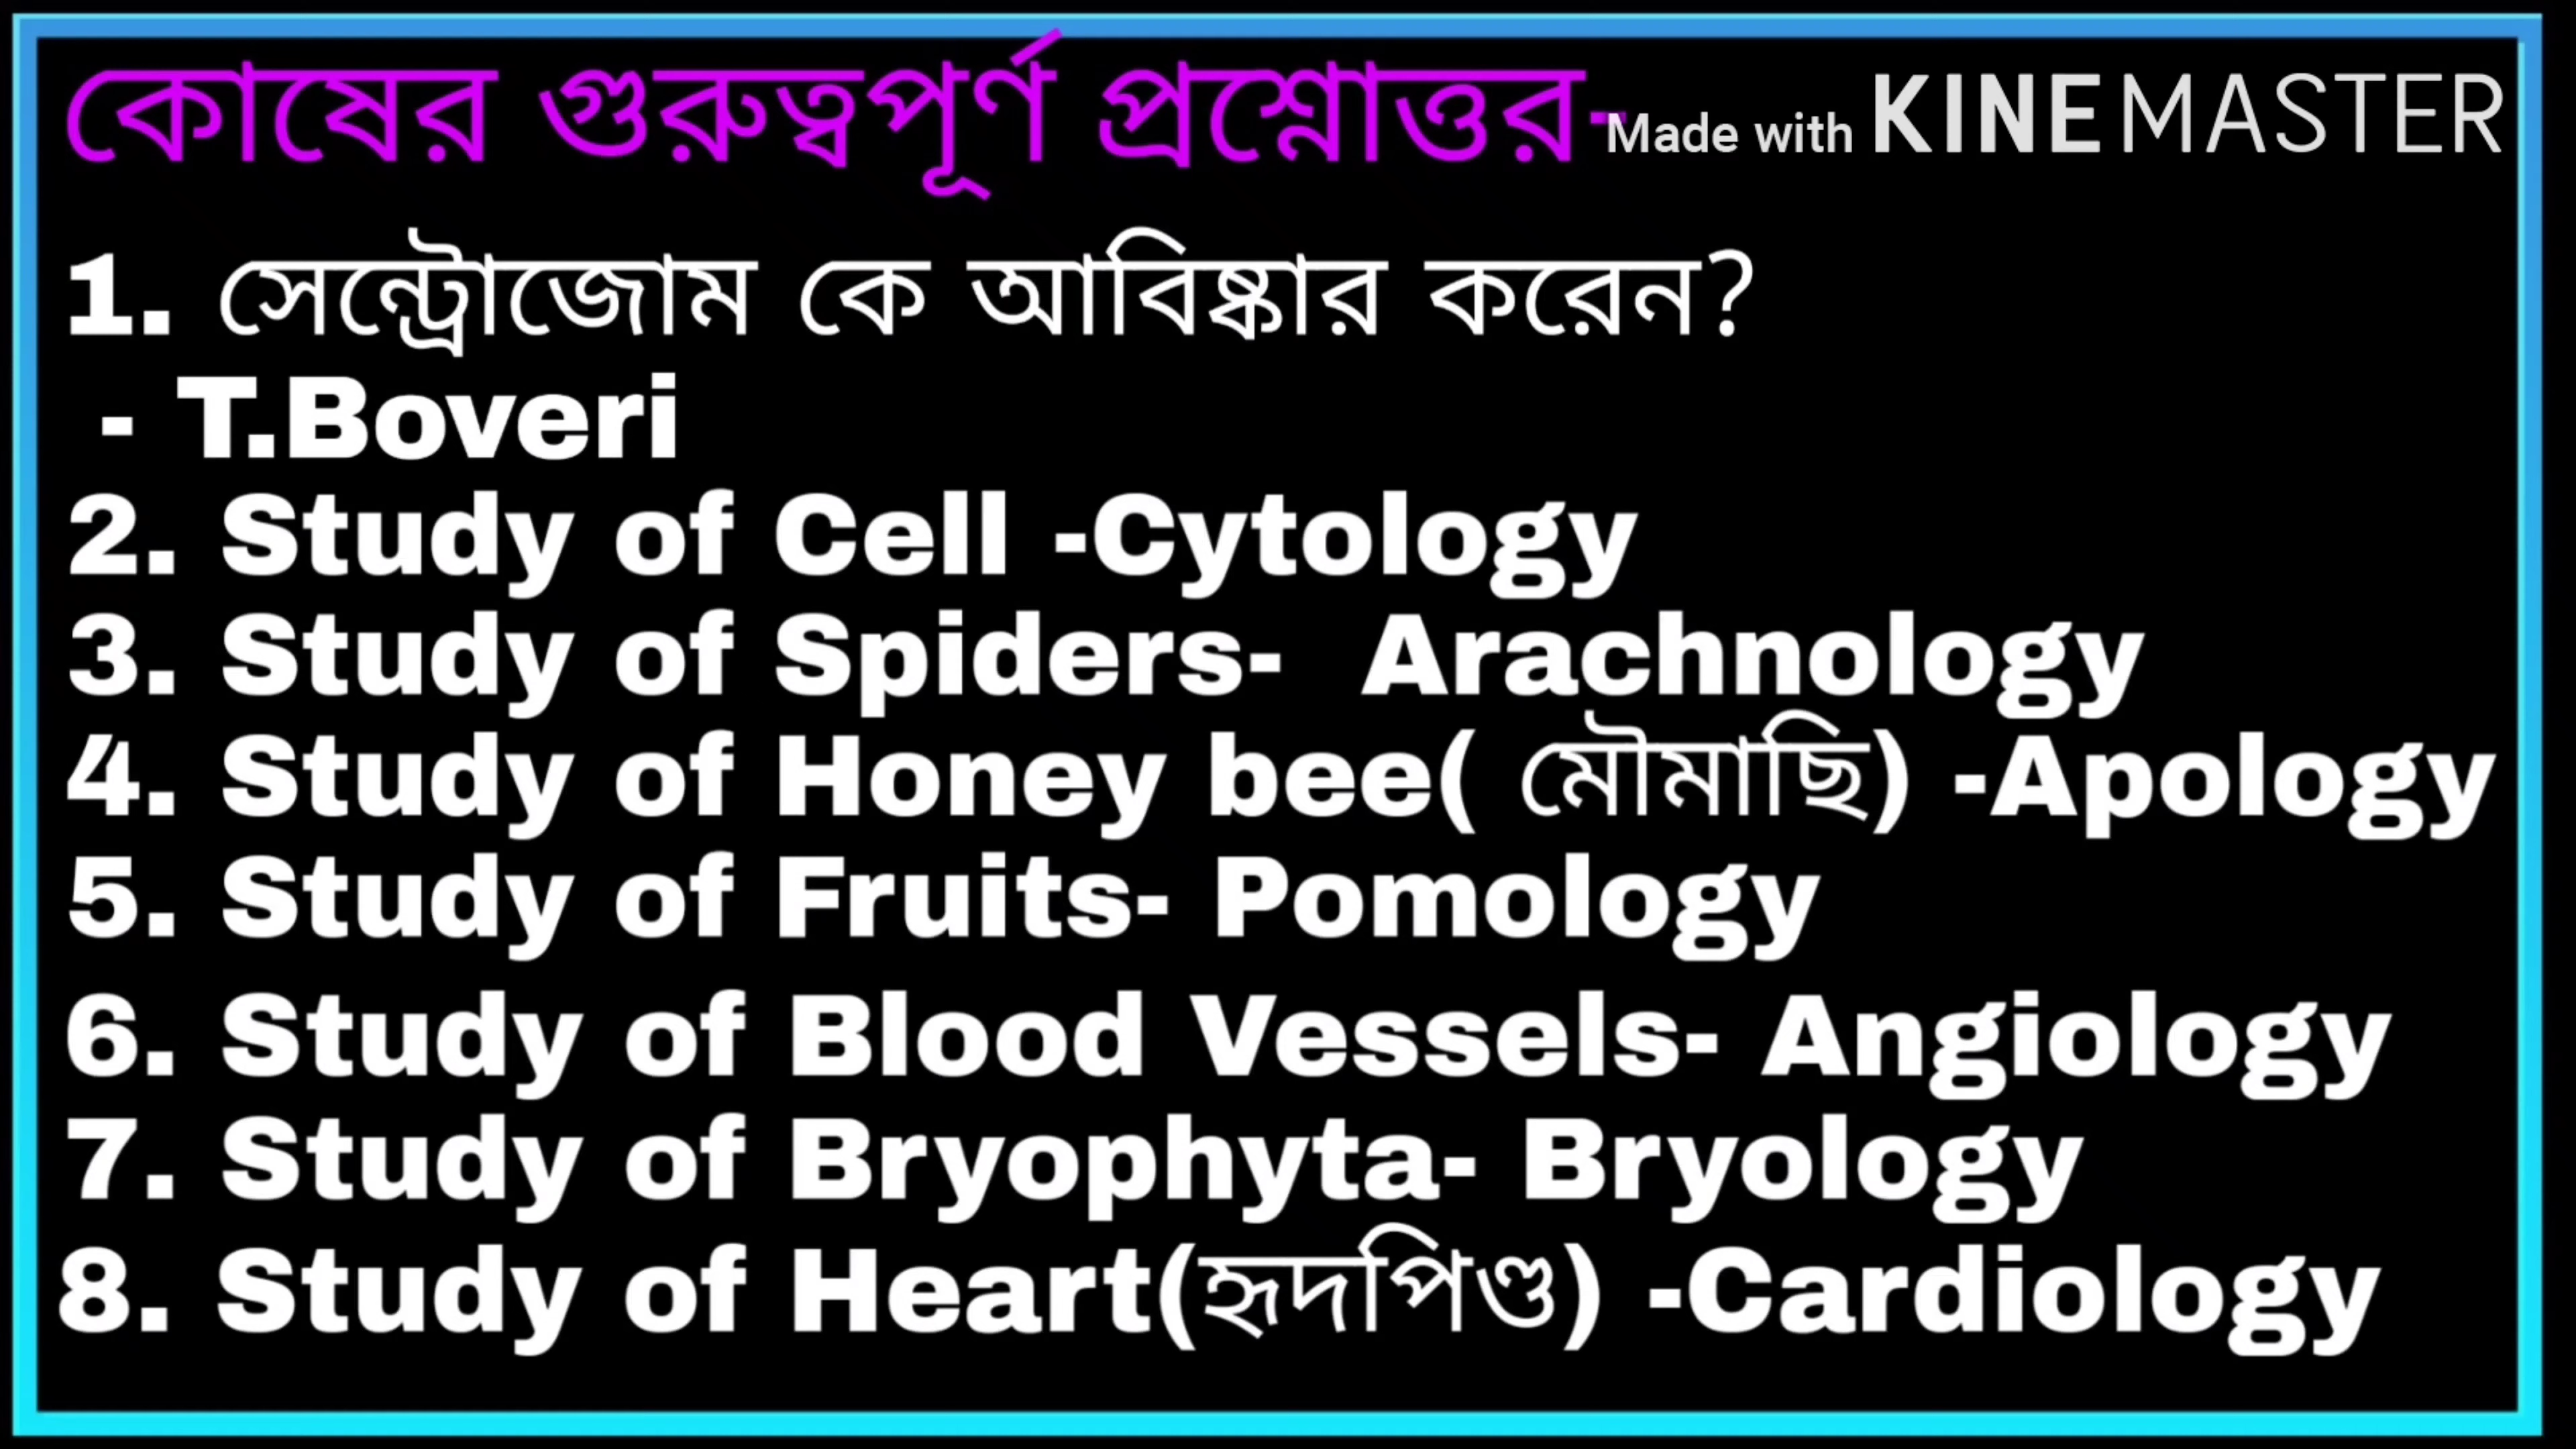 কোষের গুরুত্বপূর্ণ প্রশ্নোত্তর-
Made with KINEMASTER
1. সেন্ট্রোজোম কে আবিষ্কার করেন?
- T.Boveri
2. Study of Cell -Cytology
3. Study of Spiders- Arachnology
4. Study of Honey bee( মৌমাছি) -Apology
5. Study of Fruits- Pomology
6. Study of Blood Vessels- Angiology
7. Study of Bryophyta- Bryology
8. Study of Heart(হৃদপিণ্ড) -Cardiology